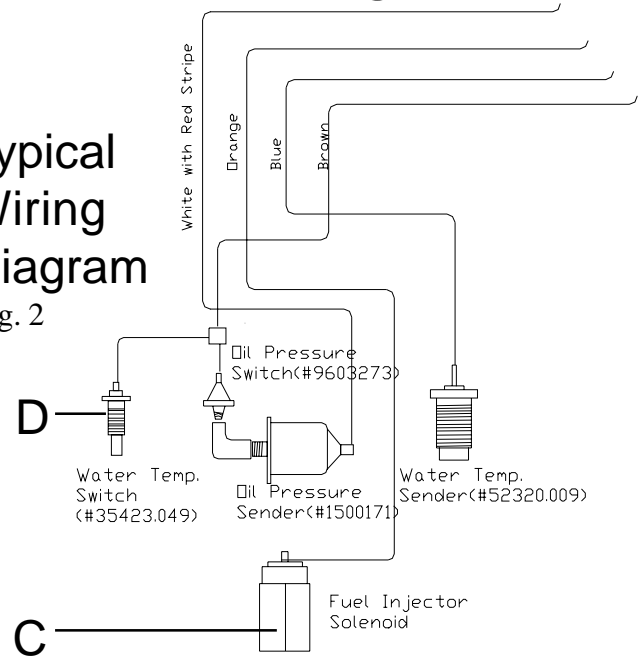 White with Red Stripe
Orange
Blue
Brown
ypical
Wiring
iagram
g. 2
Oil Pressure
Switch(#9603273)
D
Water Temp.
Switch
(#35423.049)
Oil Pressure
Sender(#1500171)
Water Temp.
Sender(#52320.009)
Fuel Injector
Solenoid
C